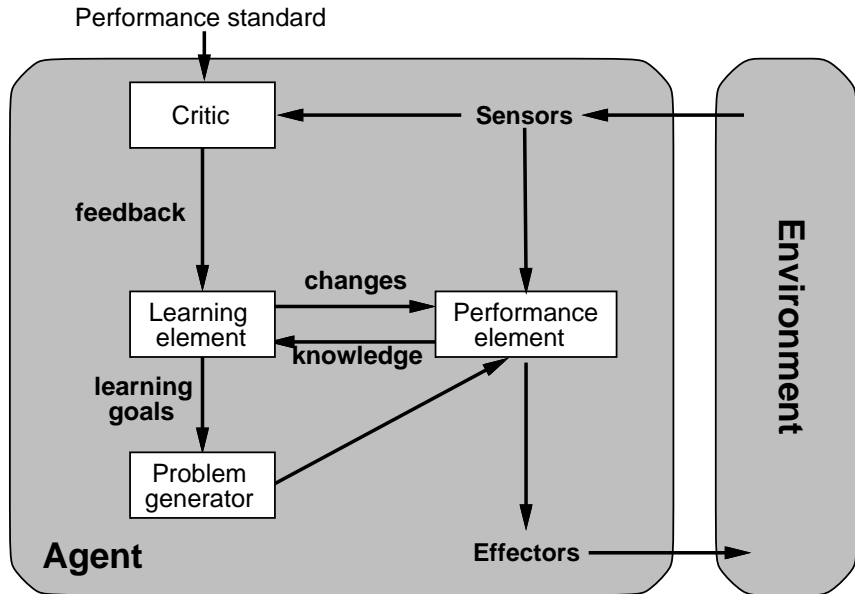 Performance standard
Critic
Sensors
feedback
changes
Learning
element
Performance
element
knowledge
learning
goals
Problem
generator
Agent
Effectors
Environment